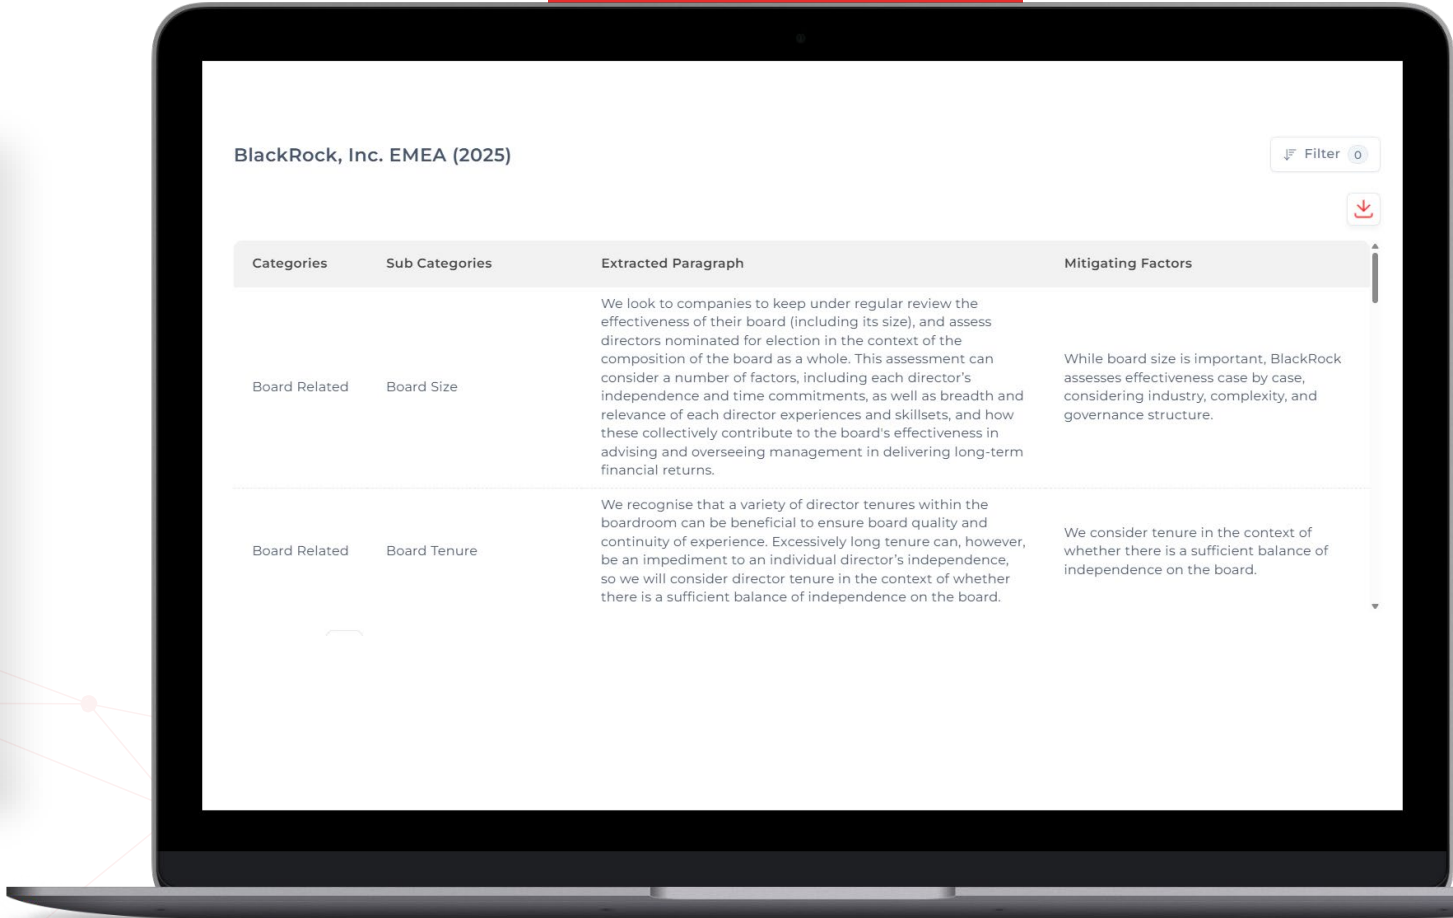 BlackRock, Inc. EMEA (2025)
Filter 0
Categories Sub Categories Extracted Paragraph Mitigating Factors
Board Related
Board Size
We look to companies to keep under regular review the
effectiveness of their board (including its size), and assess
directors nominated for election in the context of the
composition of the board as a whole. This assessment can
consider a number of factors, including each director’s
independence and time commitments, as well as breadth and
relevance of each director experiences and skillsets, and how
these collectively contribute to the board's effectiveness in
advising and overseeing management in delivering long-term
financial returns.
While board size is important, BlackRock
assesses effectiveness case by case,
considering industry, complexity, and
governance structure.
Board Related
Board Tenure
We recognise that a variety of director tenures within the
boardroom can be beneficial to ensure board quality and
continuity of experience. Excessively long tenure can, however,
be an impediment to an individual director’s independence,
so we will consider director tenure in the context of whether
there is a sufficient balance of independence on the board.
We consider tenure in the context of
whether there is a sufficient balance of
independence on the board.